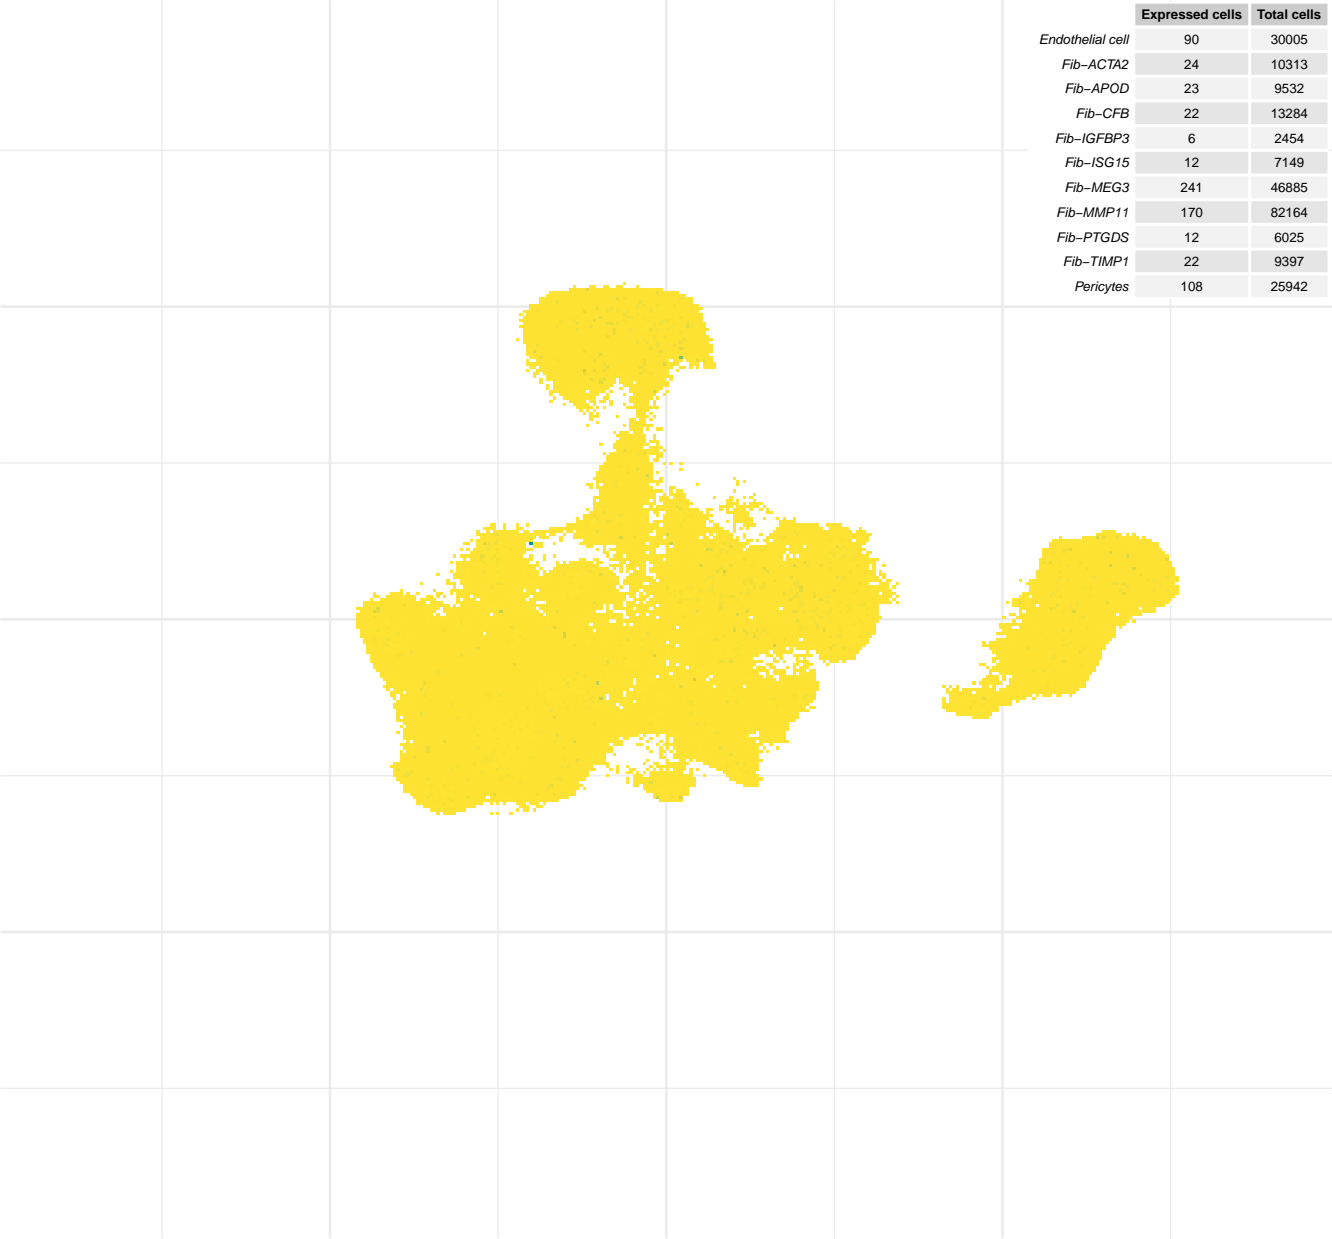 Expressed cells Total cells
Endothelial cell 90 30005
Fib−ACTA2 24 10313
Fib−APOD 23 9532
Fib−CFB 22 13284
Fib−IGFBP3 6 2454
Fib−ISG15 12 7149
Fib−MEG3 241 46885
Fib−MMP11 170 82164
Fib−PTGDS 12 6025
Fib−TIMP1 22 9397
Pericytes 108 25942